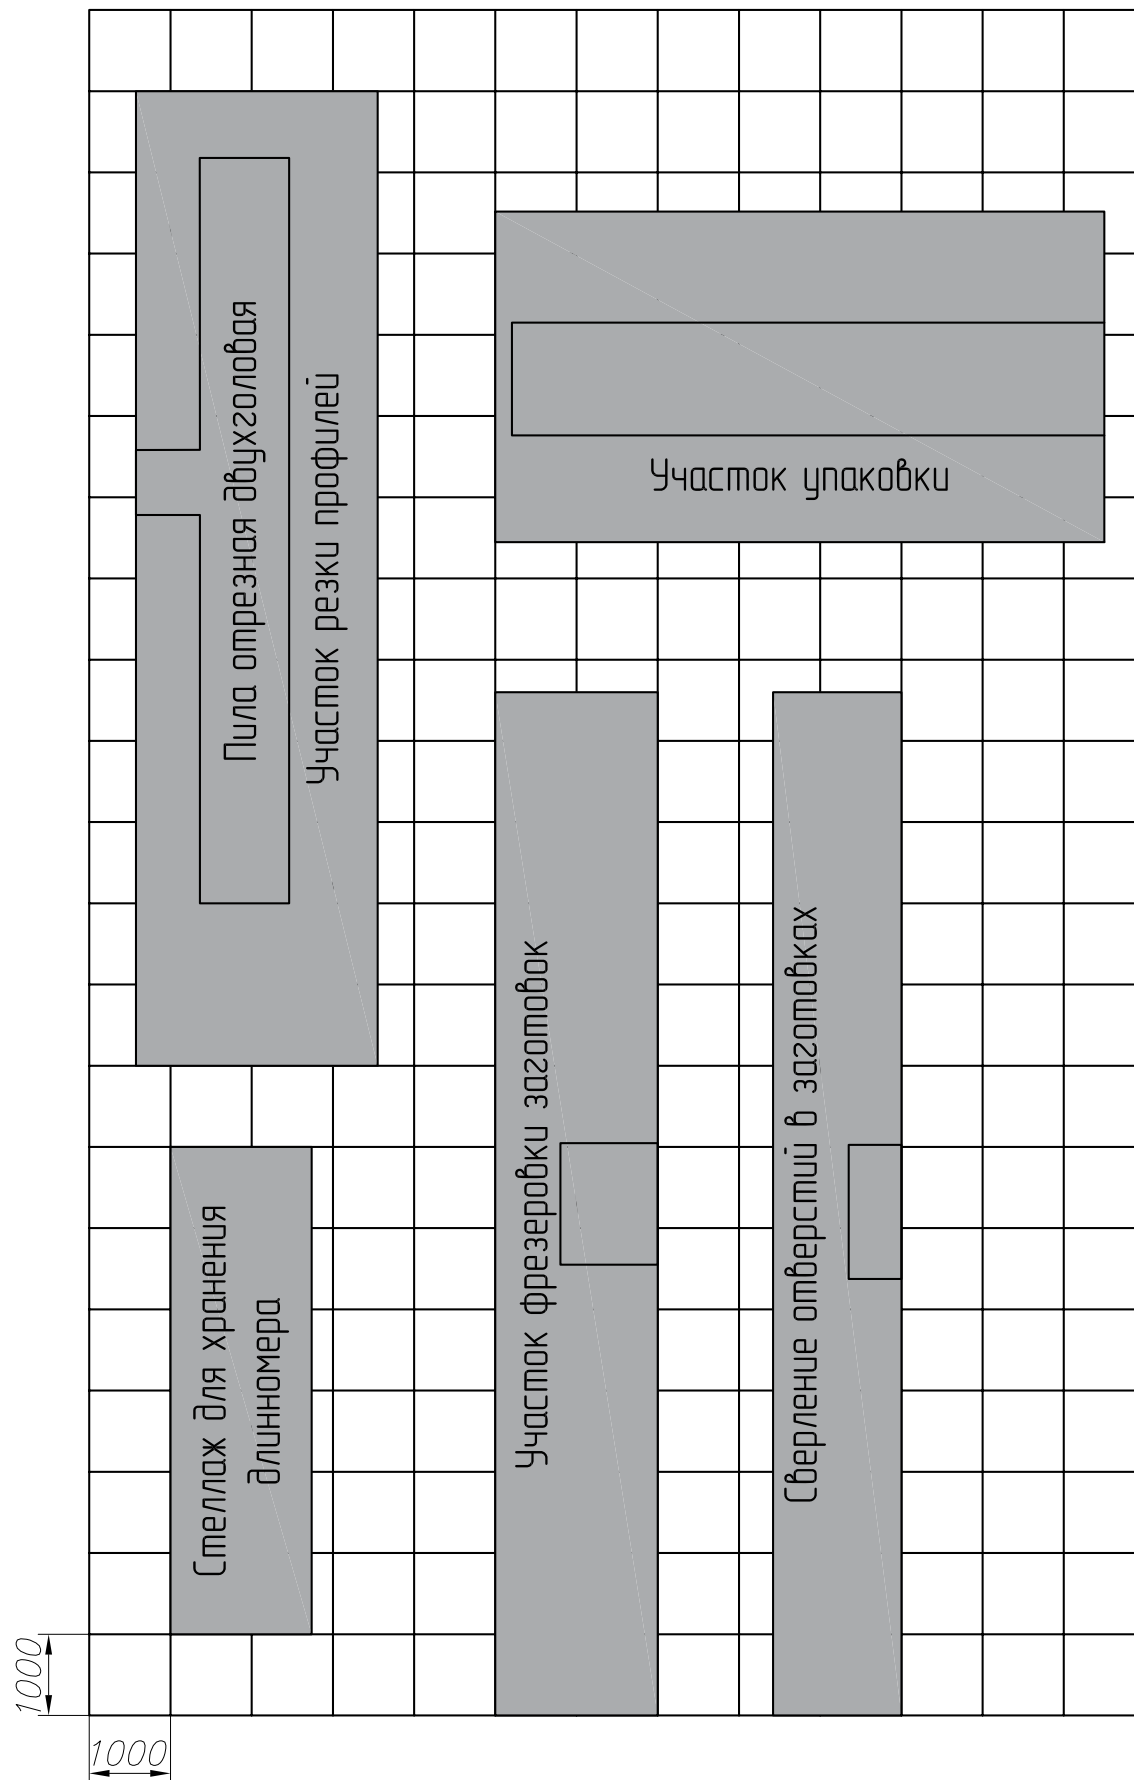 Пила отрезная двухголовая
Участок резки профилей
Участок упаковки
Стеллаж для хранения
длинномера
Участок фрезеровки заготовок
Сверление отверстий в заготовках
1000
1000